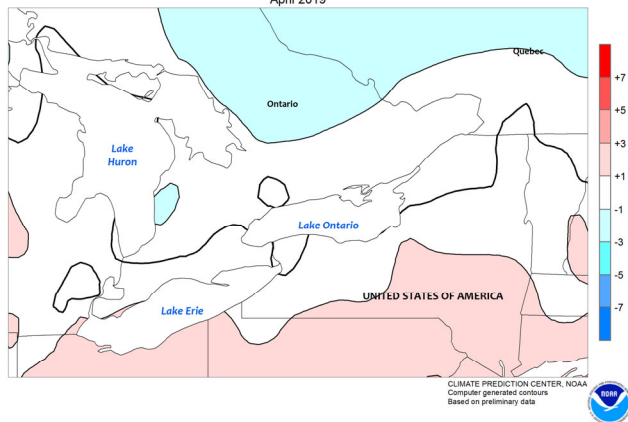 April 2019
Quebec
Ontario
Lake
Huron
Lake Ontario
Lake Erie
UNITED STATES OF AMERICA
+7
+5
+3
+1
-1
-3
-5
-7
CLIMATE PREDICTION CENTER, NOAA
Computer generated contours
Based on preliminary data
NOAA